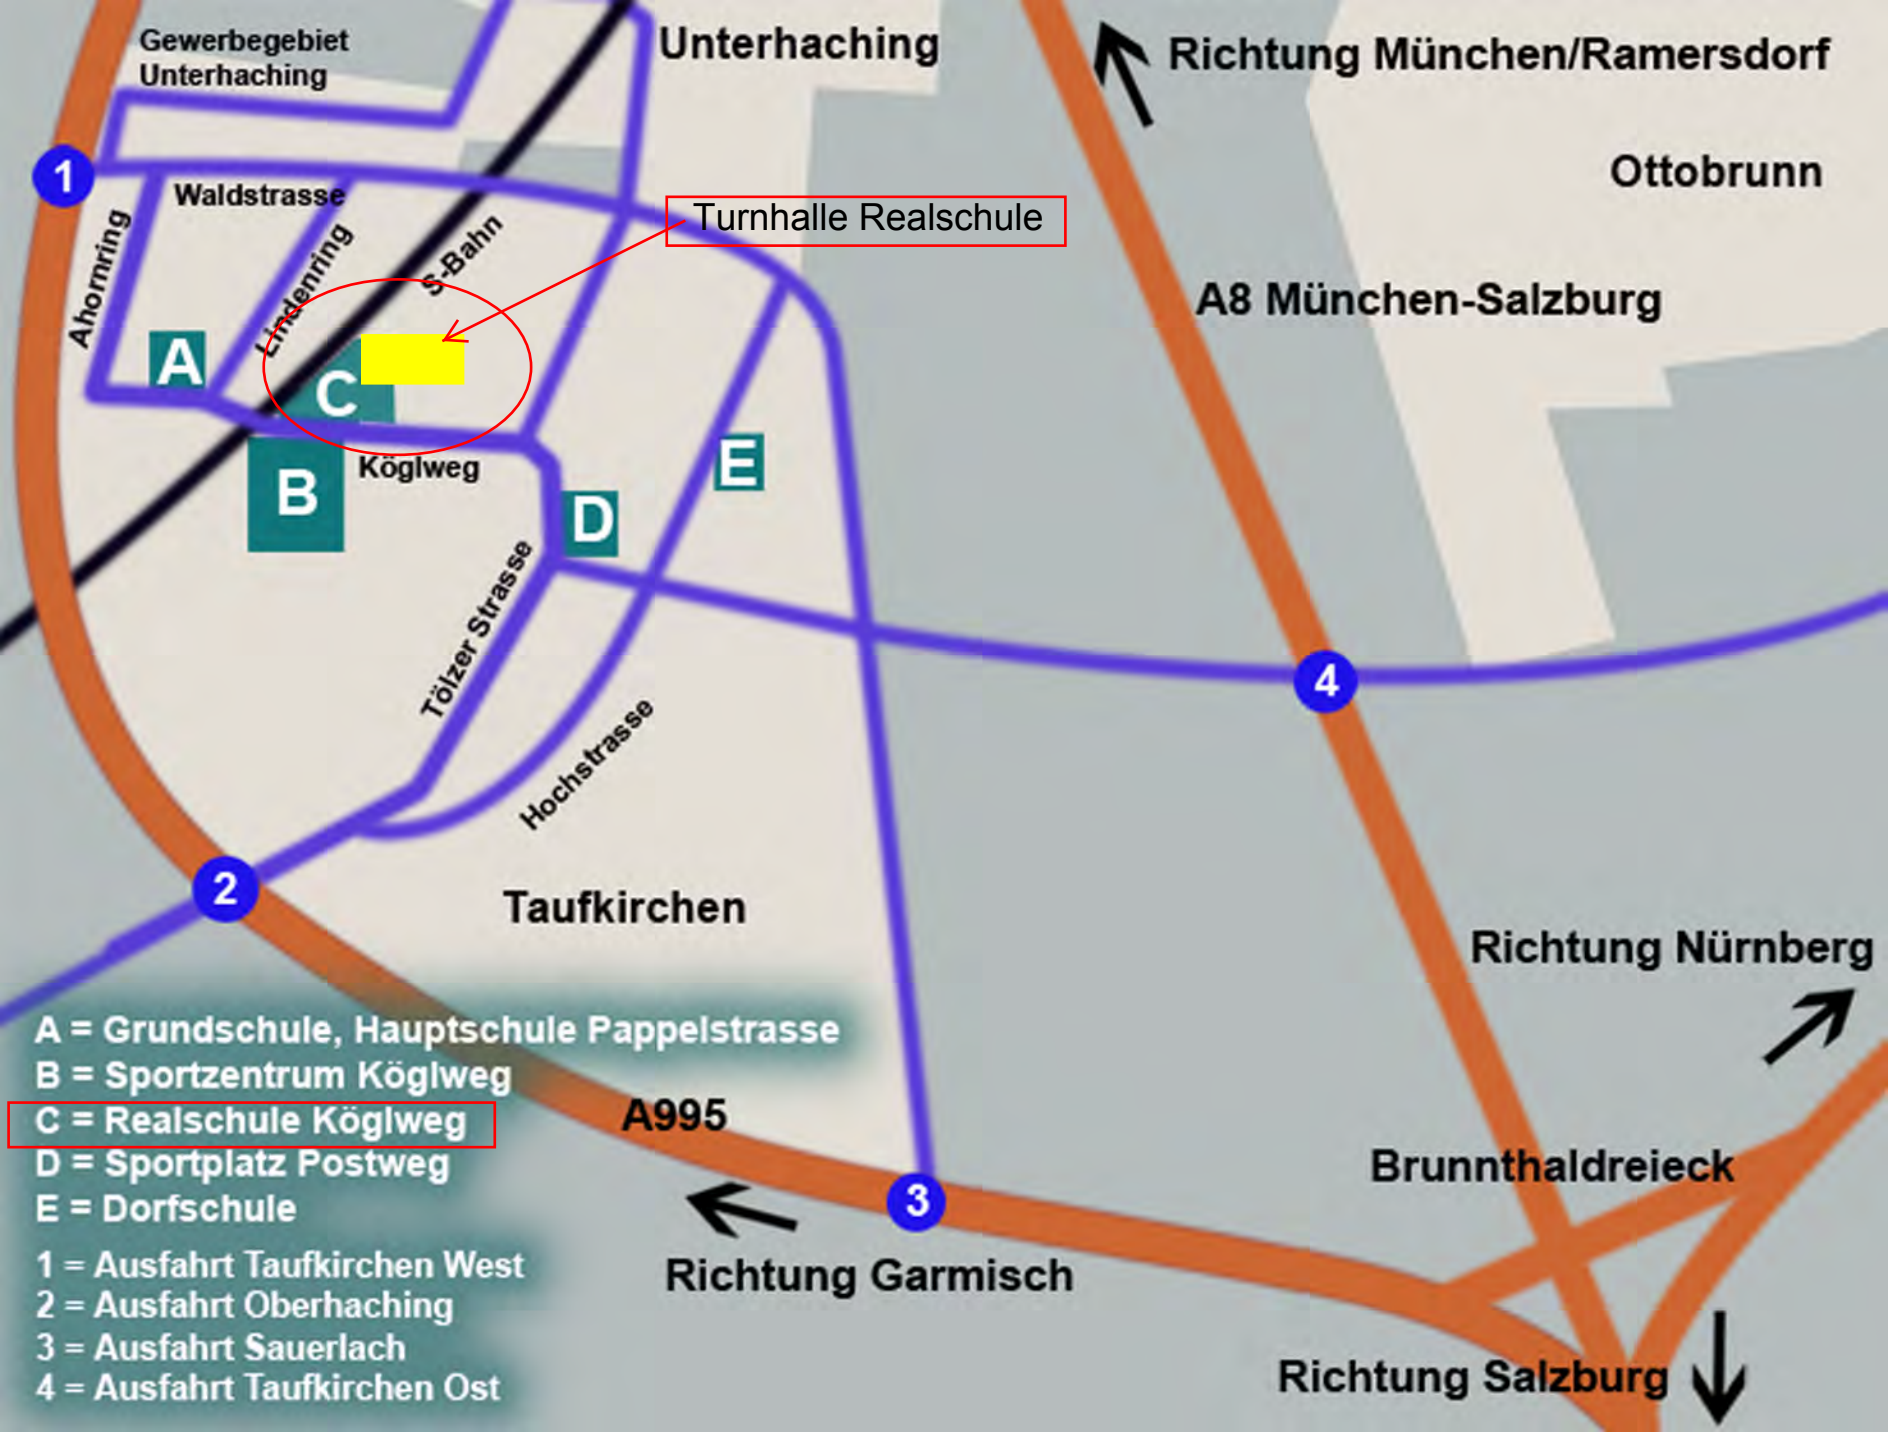 Gewerbegebiet
Unterhaching
Unterhaching
Richtung München/Ramersdorf
Ottobrunn
1
Waldstrasse
Ahornring
Lindenring
S-Bahn
Turnhalle Realschule
A8 München-Salzburg
A
C
B
Köglweg
E
D
Tölzer Strasse
Hochstrasse
4
2
Taufkirchen
Richtung Nürnberg
A = Grundschule, Hauptschule Pappelstrasse
B = Sportzentrum Köglweg
C = Realschule Köglweg
D = Sportplatz Postweg
E = Dorfschule
1 = Ausfahrt Taufkirchen West
2 = Ausfahrt Oberhaching
3 = Ausfahrt Sauerlach
4 = Ausfahrt Taufkirchen Ost
A995
3
Richtung Garmisch
Brunnthaldreieck
Richtung Salzburg